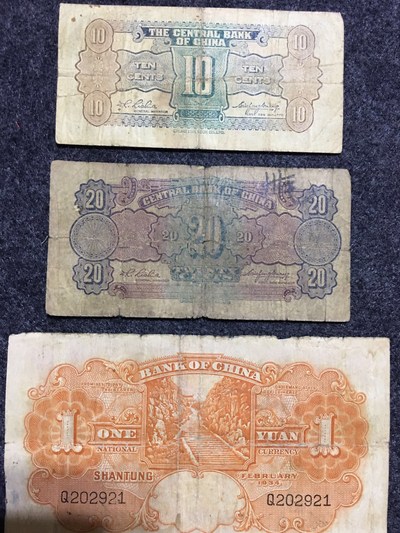 THE CENTRAL BANK
OF CHINA
10 10
TEN CENTS 10 TEN CENTS
10 10
CENTRAL BANK OF CHINA
20 20
20 20 20
20 20
BANK OF CHINA
1 ONE YUAN 1
NATIONAL CURRENCY
SHANTUNG FEBRUARY
1934
Q202921 Q202921